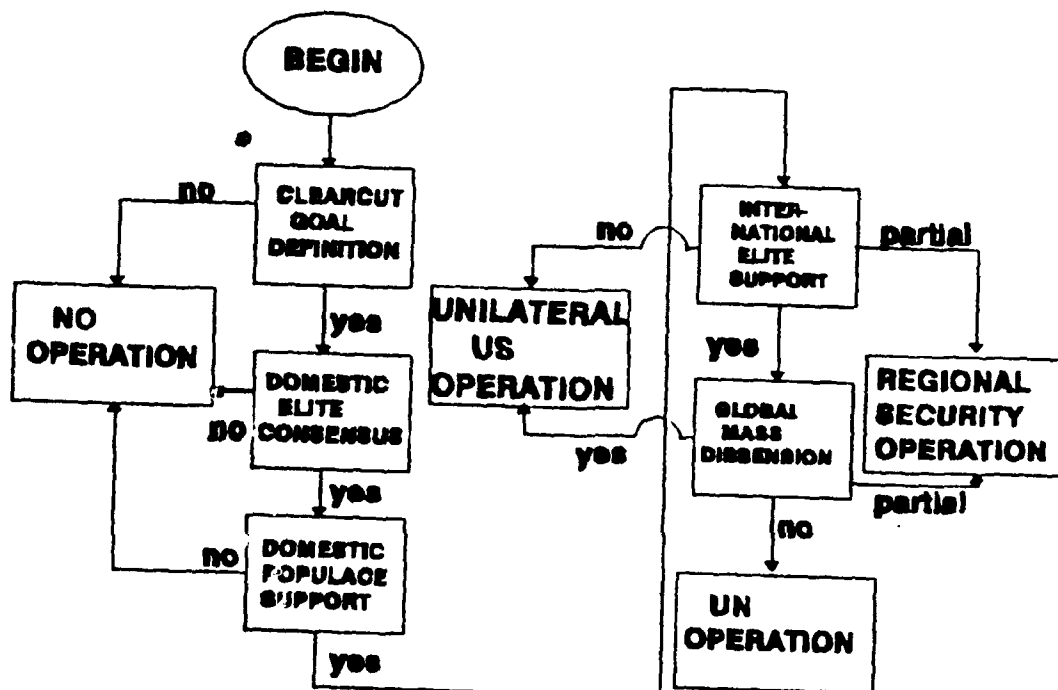 BEGIN
no
CLEARCUT
GOAL
DEFINITION
yes
NO
OPERATION
DOMESTIC
ELITE
CONSENSUS
no
yes
no
DOMESTIC
POPULACE
SUPPORT
yes
INTER-
NATIONAL
ELITE
SUPPORT
no
partial
UNILATERAL
US
OPERATION
yes
GLOBAL
MASS
DISSENSION
REGIONAL
SECURITY
OPERATION
yes
partial
no
UN
OPERATION